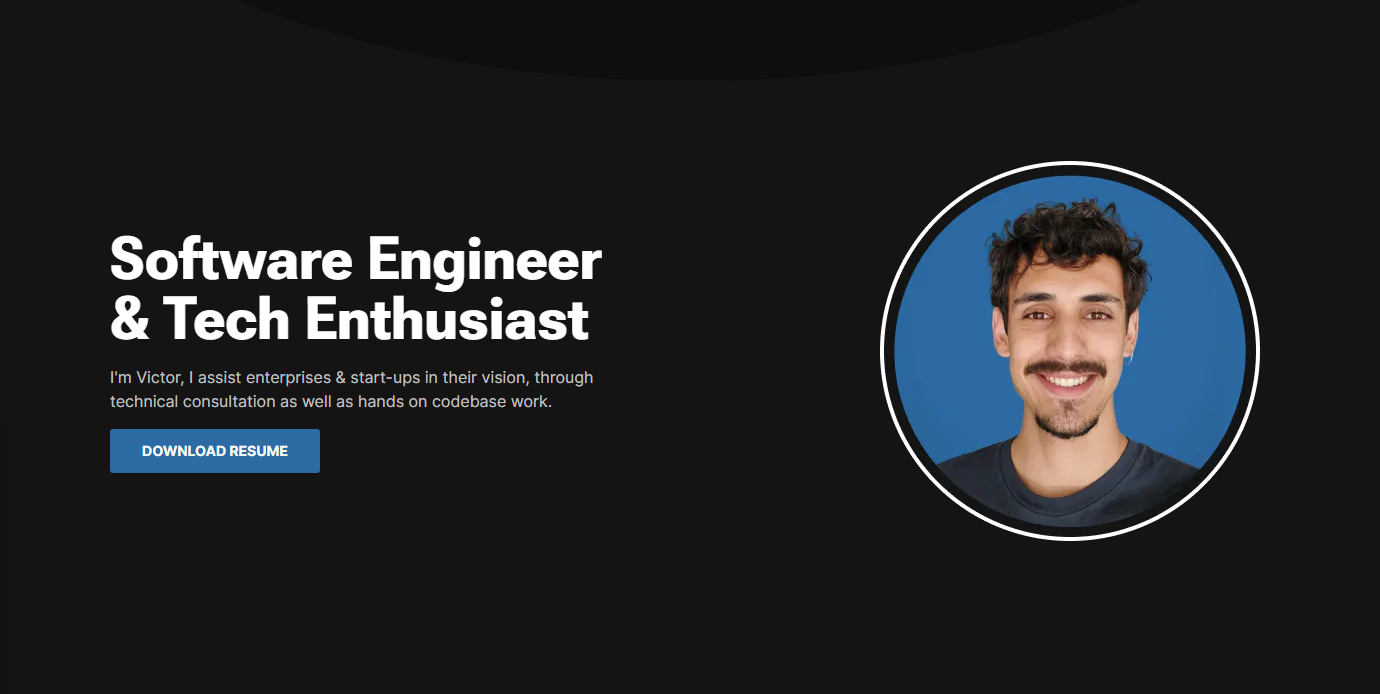 Software Engineer
& Tech Enthusiast
I'm Victor, I assist enterprises & start-ups in their vision, through
technical consultation as well as hands on codebase work.
DOWNLOAD RESUME